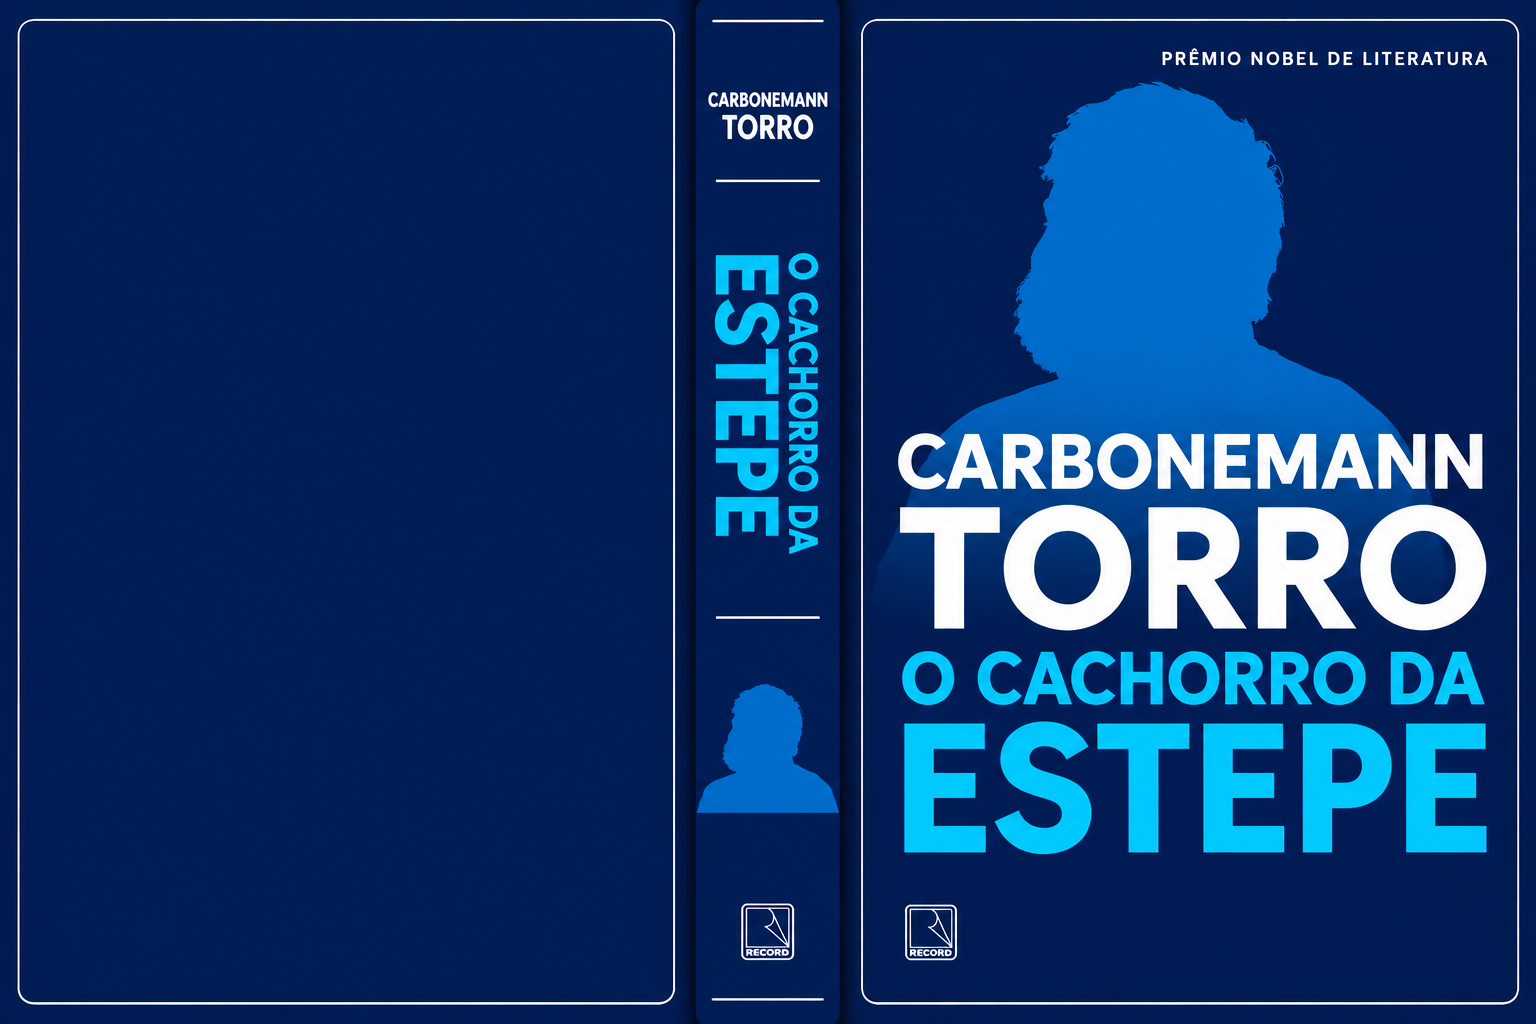 CARBONEMANN
TORRO
O CACHORRO DA
ESTEPE
RECORD
PRÊMIO NOBEL DE LITERATURA
CARBONEMANN
TORRO
O CACHORRO DA
ESTEPE
RECORD